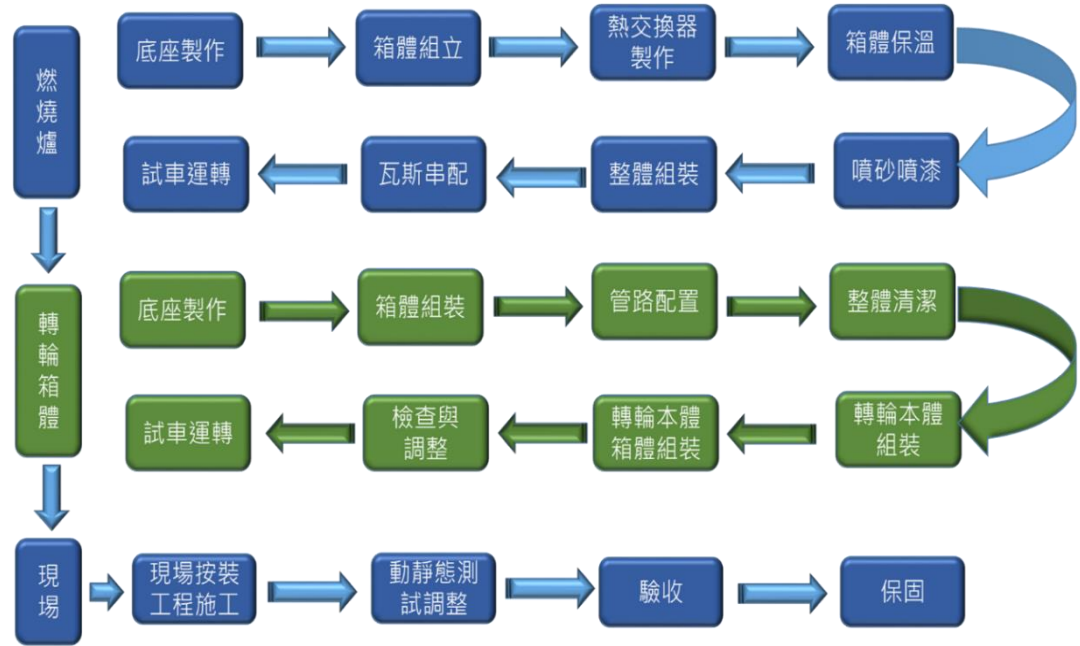 燃燒爐
底座製作
箱體組立
熱交換器
製作
箱體保溫
噴砂噴漆
整體組裝
瓦斯串配
試車運轉
轉輪箱體
底座製作
箱體組裝
管路配置
整體清潔
轉輪本體
組裝
轉輪本體
箱體組裝
檢查與
調整
試車運轉
現場
現場按裝
工程施工
動靜態測
試調整
驗收
保固